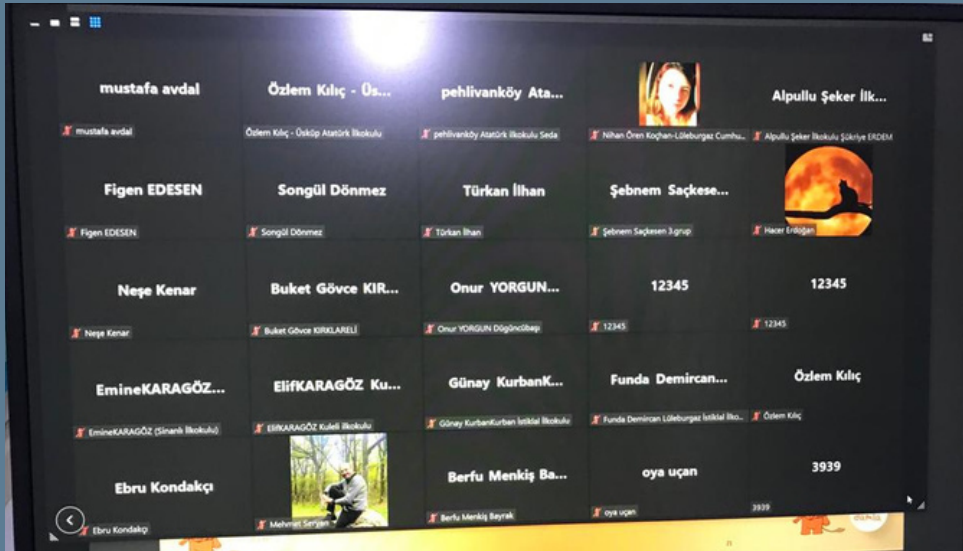 mustafa avdal
Özlem Kılıç - Üs...
pehlivanköy Ata...
Alpullu Şeker İlk...
mustafa avdal
Özlem Kılıç - Üsküp Atatürk İlkokulu
pehlivanköy Atatürk ilkokulu Seda
Nihan Ören Koçhan-Lüleburgaz Cumhu...
Alpullu Şeker İlkokulu Şükriye ERDEM
Figen EDESEN
Songül Dönmez
Türkan İlhan
Şebnem Saçkese...
Figen EDESEN
Songül Dönmez
Türkan İlhan
Şebnem Saçkesen 3.grup
Hacer Erdoğan
Neşe Kenar
Buket Gövce KIR...
Onur YORGUN...
12345
12345
Neşe Kenar
Buket Gövce KIRKLARELİ
Onur YORGUN Düğüncübaşı
12345
12345
EmineKARAGÖZ...
ElifKARAGÖZ Ku...
Günay KurbanK...
Funda Demircan...
Özlem Kılıç
EmineKARAGÖZ (Sinanlı İlkokulu)
ElifKARAGÖZ Kuleli ilkokulu
Günay KurbanKurban İstiklal İlkokulu
Funda Demircan Lüleburgaz İstiklal İlko...
Özlem Kılıç
Ebru Kondakçı
Berfu Menkiş Ba...
oya uçan
3939
Ebru Kondakçı
Mehmet Seryan
Berfu Menkiş Bayrak
oya uçan
3939
damla